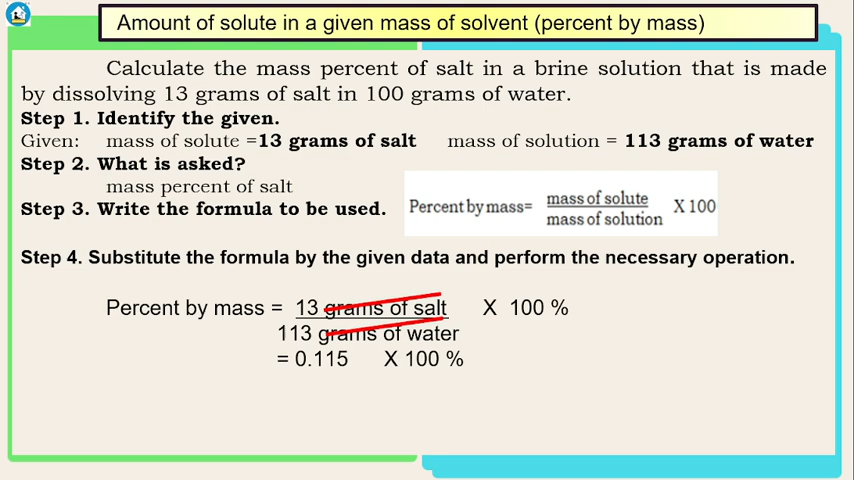 Amount of solute in a given mass of solvent (percent by mass)
Calculate the mass percent of salt in a brine solution that is made
by dissolving 13 grams of salt in 100 grams of water.
Step 1. Identify the given.
Given: mass of solute =13 grams of salt mass of solution = 113 grams of water
Step 2. What is asked?
mass percent of salt
Step 3. Write the formula to be used.
Percent by mass= mass of solute X 100
mass of solution
Step 4. Substitute the formula by the given data and perform the necessary operation.
Percent by mass = 13 grams of salt X 100 %
113 grams of water
= 0.115 X 100 %